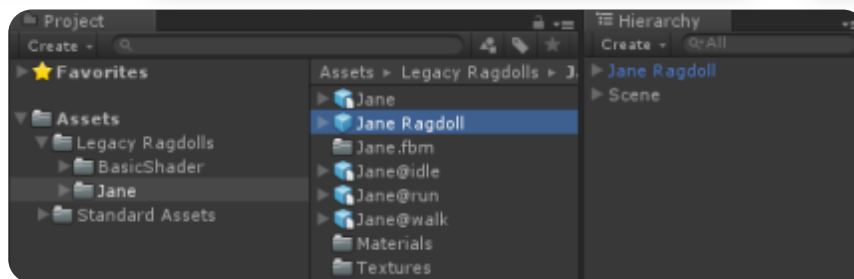 Project
Create
Favorites
Assets
Legacy Ragdolls
BasicShader
Jane
Standard Assets
Assets ▸ Legacy Ragdolls ▸ J
Jane
Jane Ragdoll
Jane.fbm
Jane@idle
Jane@run
Jane@walk
Materials
Textures
Hierarchy
Create
All
Jane Ragdoll
Scene